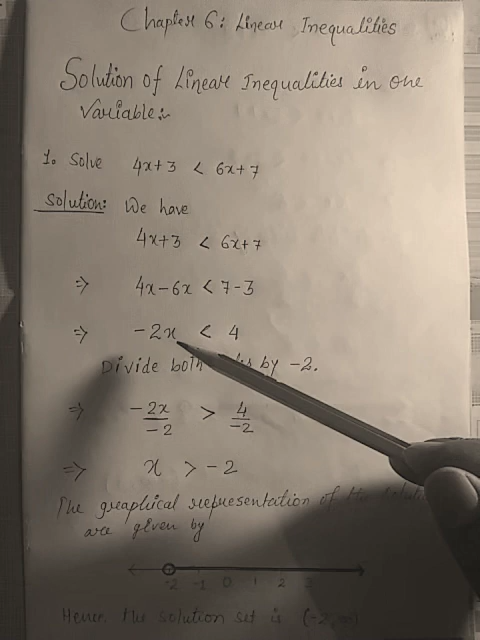 Chapter 6: Linear Inequalities
Solution of Linear Inequalities in one
Variable:-
1. Solve 4x+3 < 6x+7
Solution: We have
4x+3 < 6x+7
⇒ 4x-6x < 7-3
⇒ -2x < 4
Divide both by -2.
⇒ -2x/-2 > 4/-2
⇒ x > -2
The graphical representation of the
are given by
-2 -1 0 1 2 3
Hence the solution set is (-2,